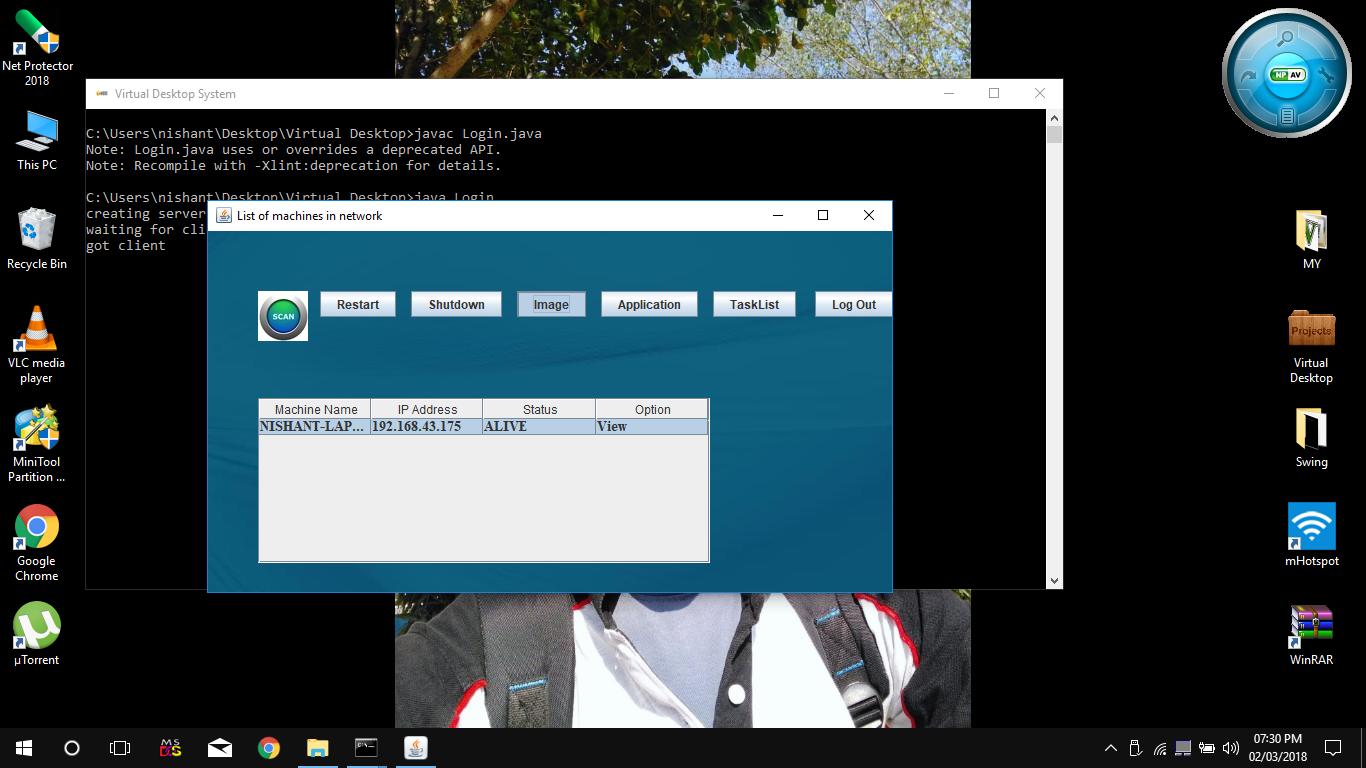 Net Protector
2018
This PC
Recycle Bin
VLC media
player
MiniTool
Partition ...
Google
Chrome
µTorrent
Virtual Desktop System
C:\Users\nishant\Desktop\Virtual Desktop>javac Login.java
Note: Login.java uses or overrides a deprecated API.
Note: Recompile with -Xlint:deprecation for details.
C:\Users\nishant\Desktop\Virtual Desktop>java Login
creating server
waiting for cli
got client
List of machines in network
SCAN Restart Shutdown Image Application TaskList Log Out
Machine Name IP Address Status Option
NISHANT-LAP... 192.168.43.175 ALIVE View
NP AV
MY
Projects
Virtual
Desktop
Swing
mHotspot
WinRAR
07:30 PM
02/03/2018